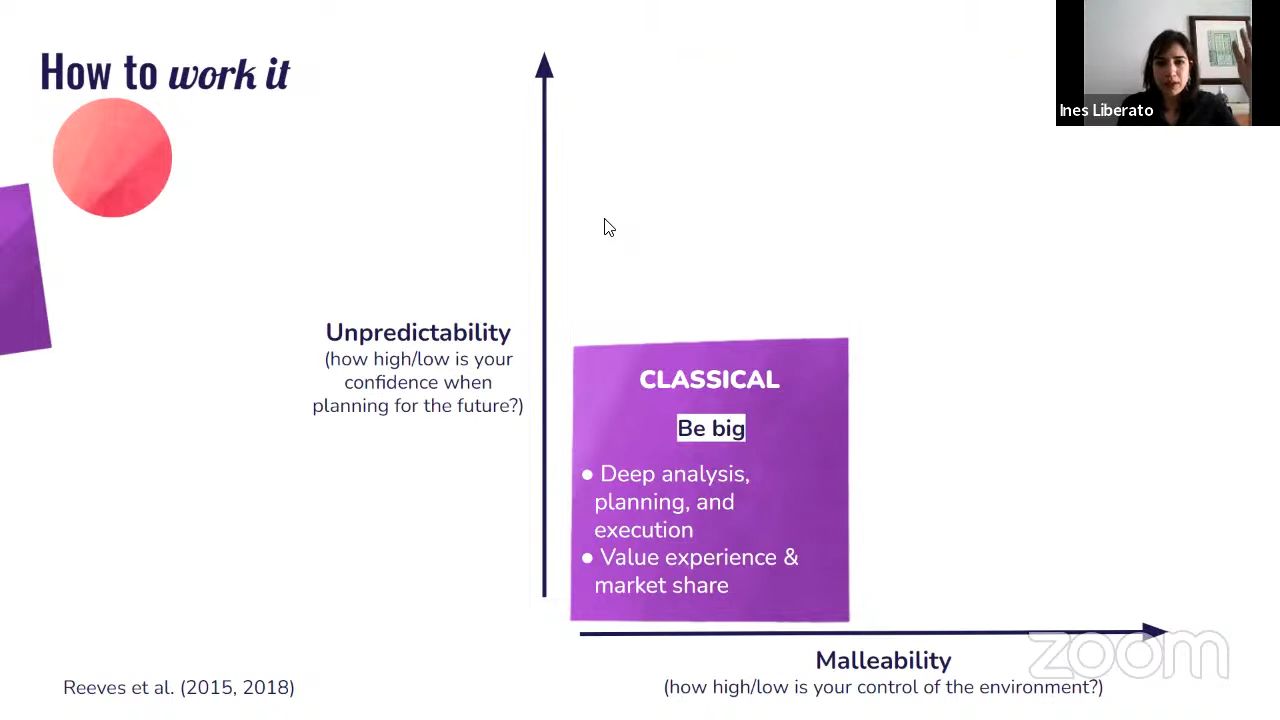 How to work it
Ines Liberato
Unpredictability
(how high/low is your
confidence when
planning for the future?)
CLASSICAL
Be big
● Deep analysis,
planning, and
execution
● Value experience &
market share
Malleability
(how high/low is your control of the environment?)
zoom
Reeves et al. (2015, 2018)